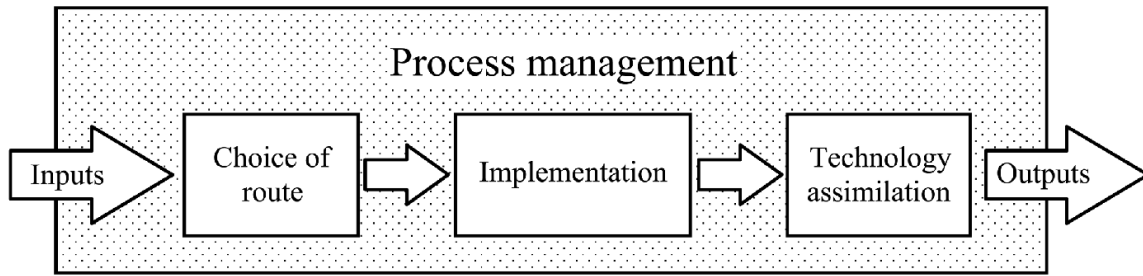 Process management
Inputs
Choice of
route
Implementation
Technology
assimilation
Outputs